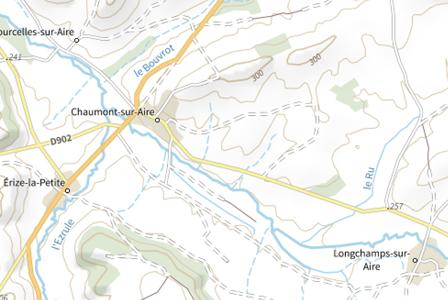 ourcelles-sur-Aire
241
le Bouvrot
300
300
Chaumont-sur-Aire
D902
Érize-la-Petite
le Ru
257
l'Ezrule
Longchamps-sur-
Aire